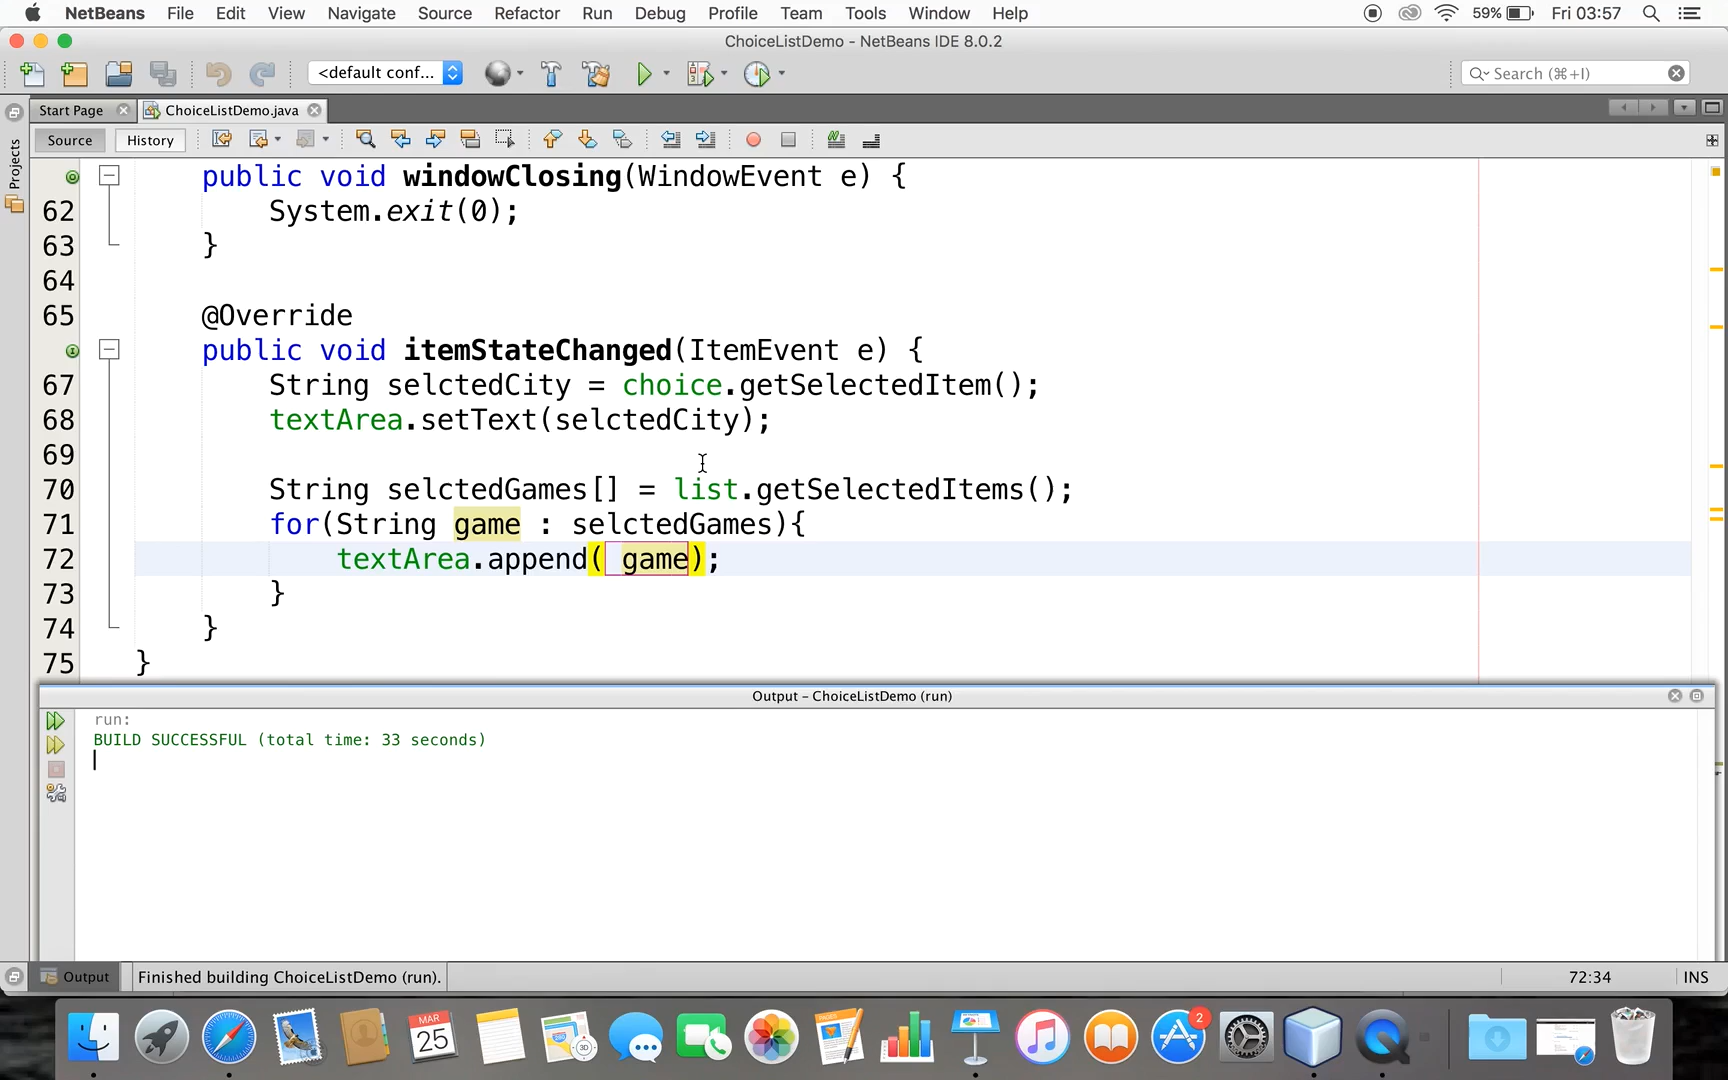 NetBeans File Edit View Navigate Source Refactor Run Debug Profile Team Tools Window Help 59% Fri 03:57
ChoiceListDemo - NetBeans IDE 8.0.2
<default conf... Search (⌘+I)
Start Page ChoiceListDemo.java
Source History
Projects
public void windowClosing(WindowEvent e) {
62 System.exit(0);
63 }
64
65 @Override
public void itemStateChanged(ItemEvent e) {
67 String selctedCity = choice.getSelectedItem();
68 textArea.setText(selctedCity);
69
70 String selctedGames[] = list.getSelectedItems();
71 for(String game : selctedGames){
72 textArea.append( game);
73 }
74 }
75 }
Output – ChoiceListDemo (run)
run:
BUILD SUCCESSFUL (total time: 33 seconds)
Output Finished building ChoiceListDemo (run). 72:34 INS
MAR
25
3D
2